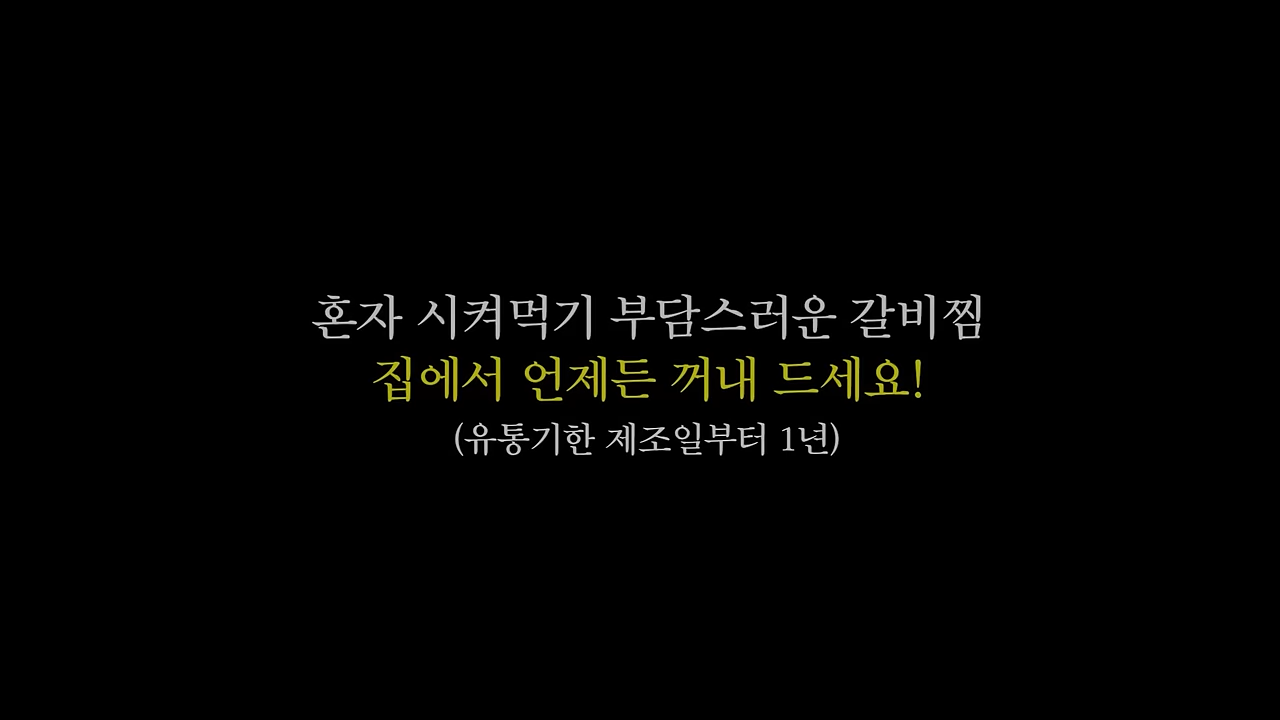 혼자 시켜먹기 부담스러운 갈비찜
집에서 언제든 꺼내 드세요!
(유통기한 제조일부터 1년)